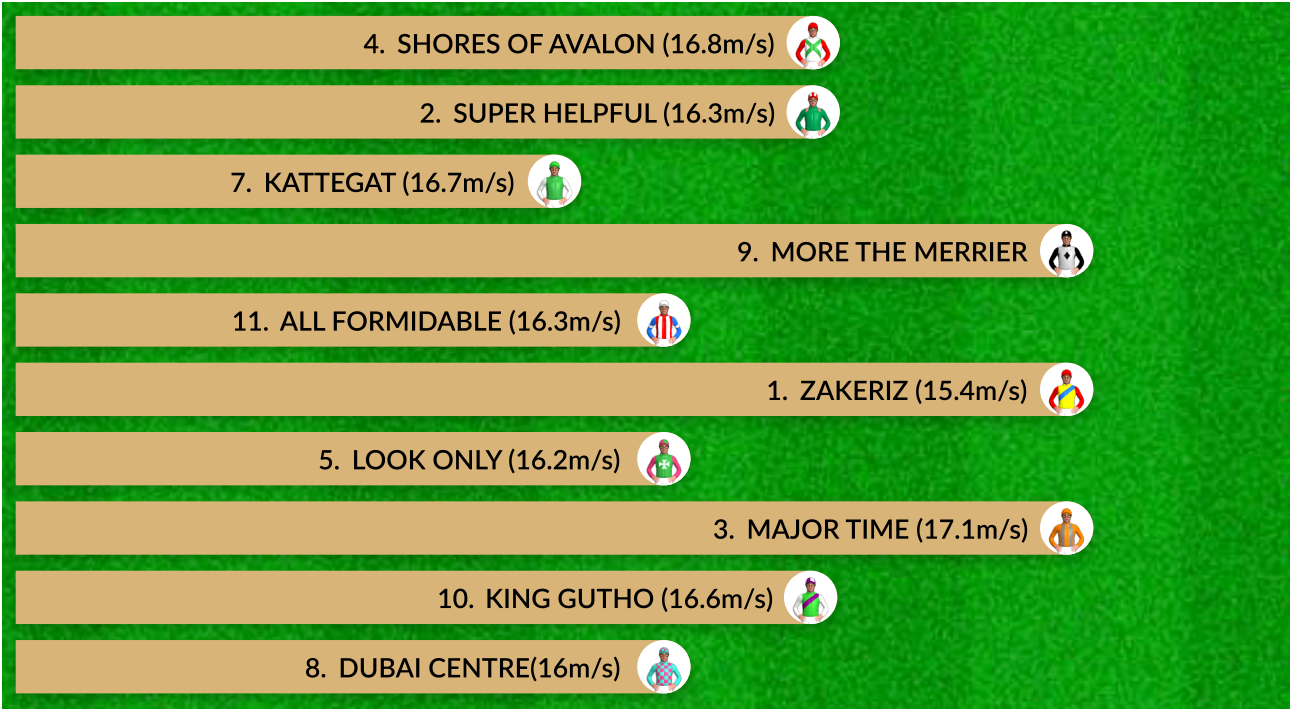 4. SHORES OF AVALON (16.8m/s)
2. SUPER HELPFUL (16.3m/s)
7. KATTEGAT (16.7m/s)
9. MORE THE MERRIER
11. ALL FORMIDABLE (16.3m/s)
1. ZAKERIZ (15.4m/s)
5. LOOK ONLY (16.2m/s)
3. MAJOR TIME (17.1m/s)
10. KING GUTHO (16.6m/s)
8. DUBAI CENTRE(16m/s)